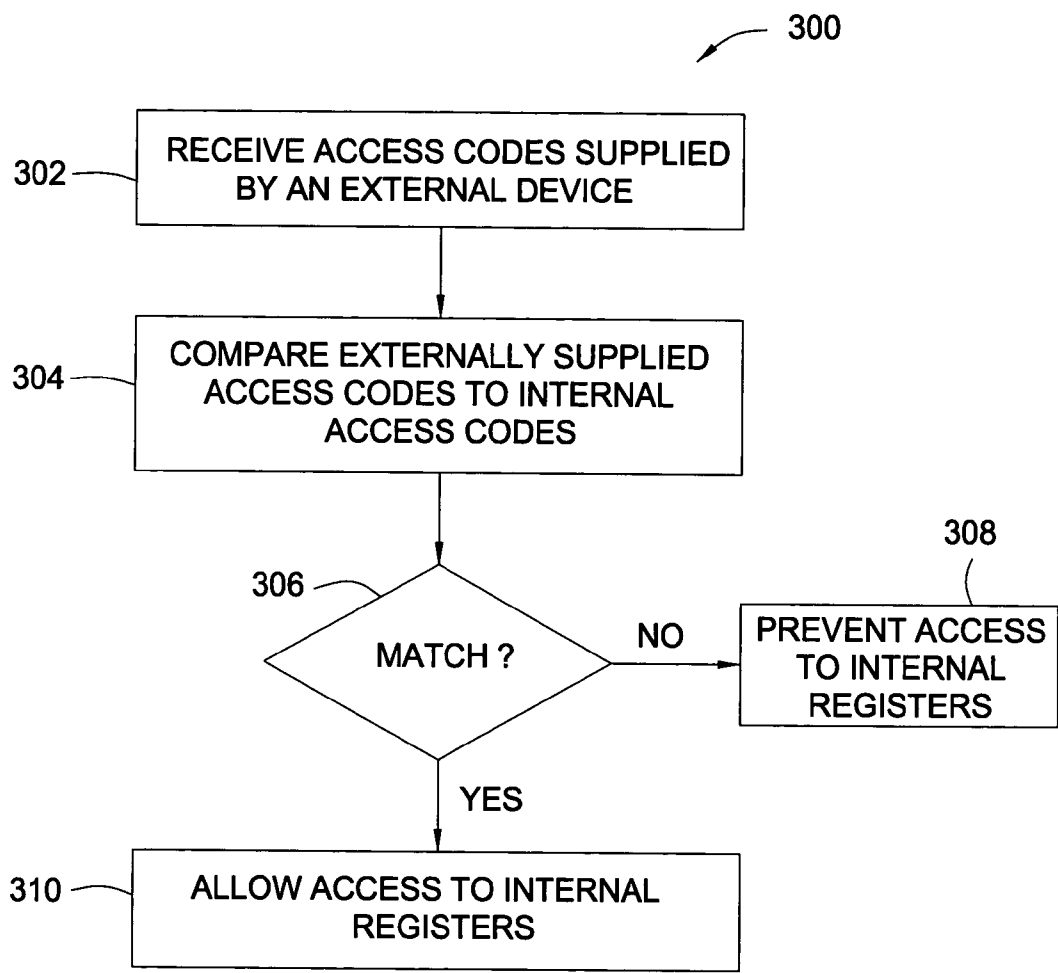 300
302
RECEIVE ACCESS CODES SUPPLIED
BY AN EXTERNAL DEVICE
304
COMPARE EXTERNALLY SUPPLIED
ACCESS CODES TO INTERNAL
ACCESS CODES
306
MATCH ?
NO
308
PREVENT ACCESS
TO INTERNAL
REGISTERS
YES
310
ALLOW ACCESS TO INTERNAL
REGISTERS